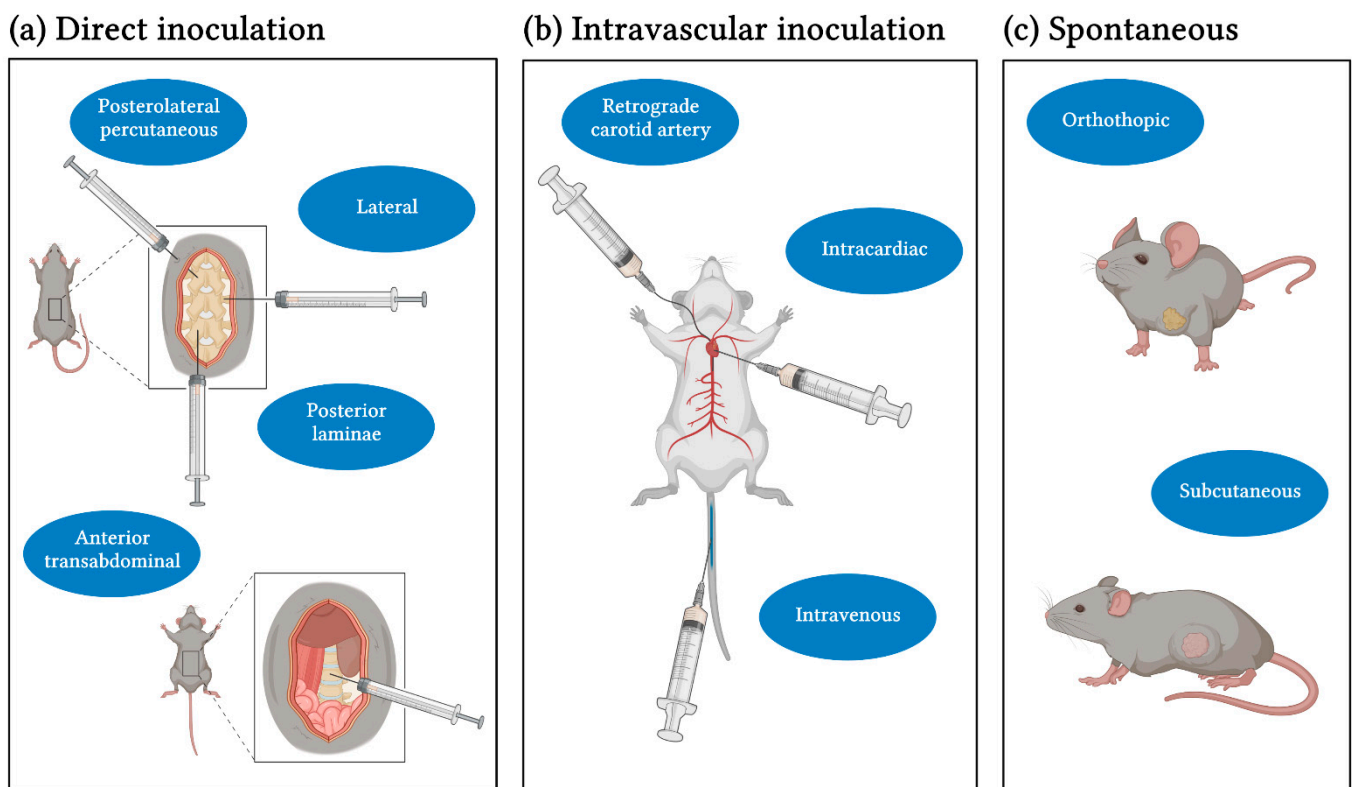 (a) Direct inoculation
Posterolateral
percutaneous
Lateral
Posterior
laminae
Anterior
transabdominal
(b) Intravascular inoculation
Retrograde
carotid artery
Intracardiac
Intravenous
(c) Spontaneous
Orthothopic
Subcutaneous